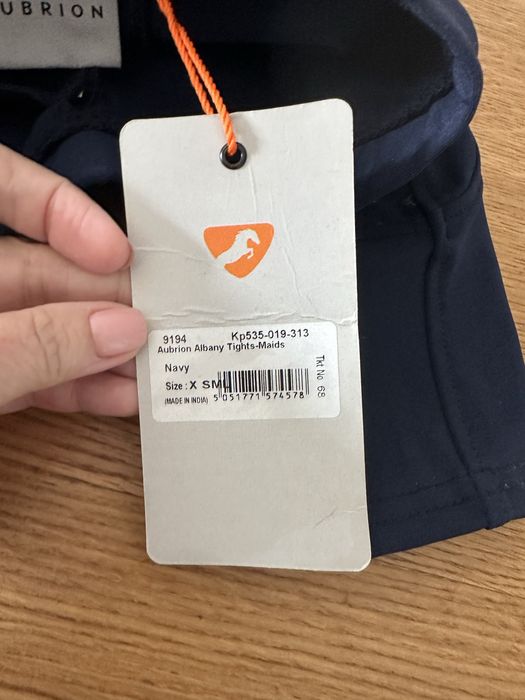 UBRION
9194 Kp535-019-313
Aubrion Albany Tights-Maids
Navy
Size : X SML
(MADE IN INDIA) 5 051771 574578
Tkt No. 68